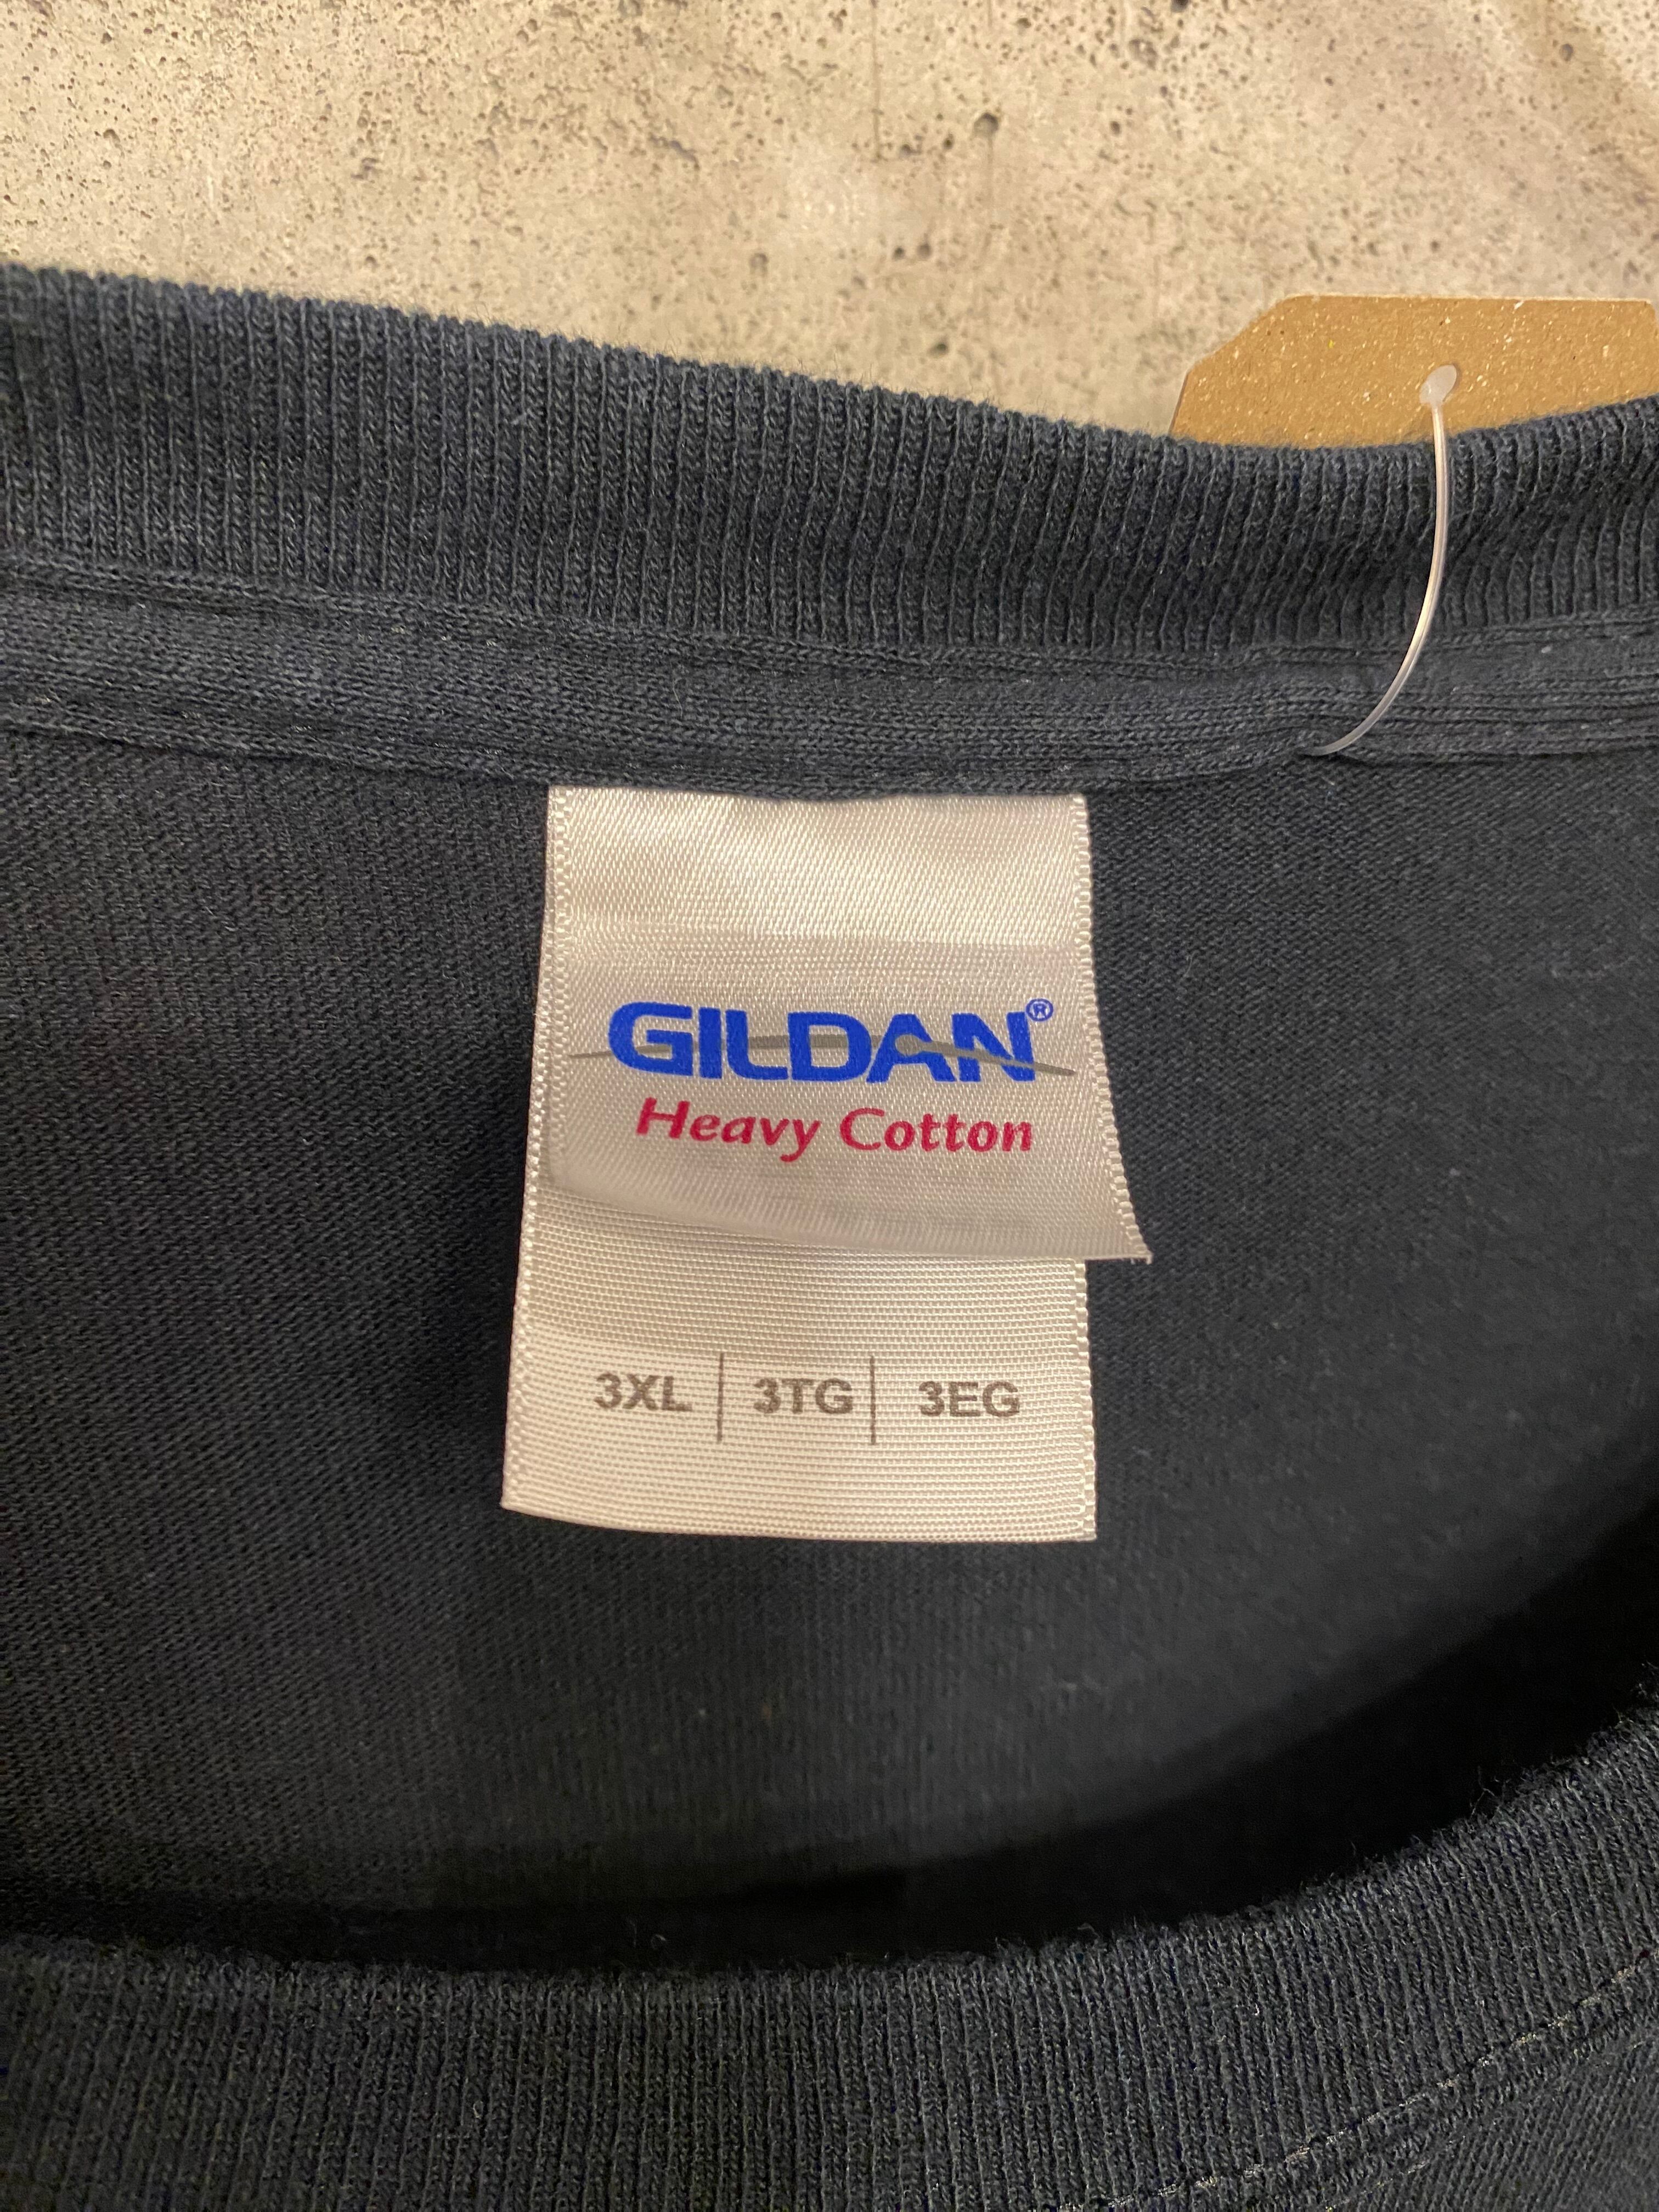 GILDAN®
Heavy Cotton
3XL | 3TG | 3EG